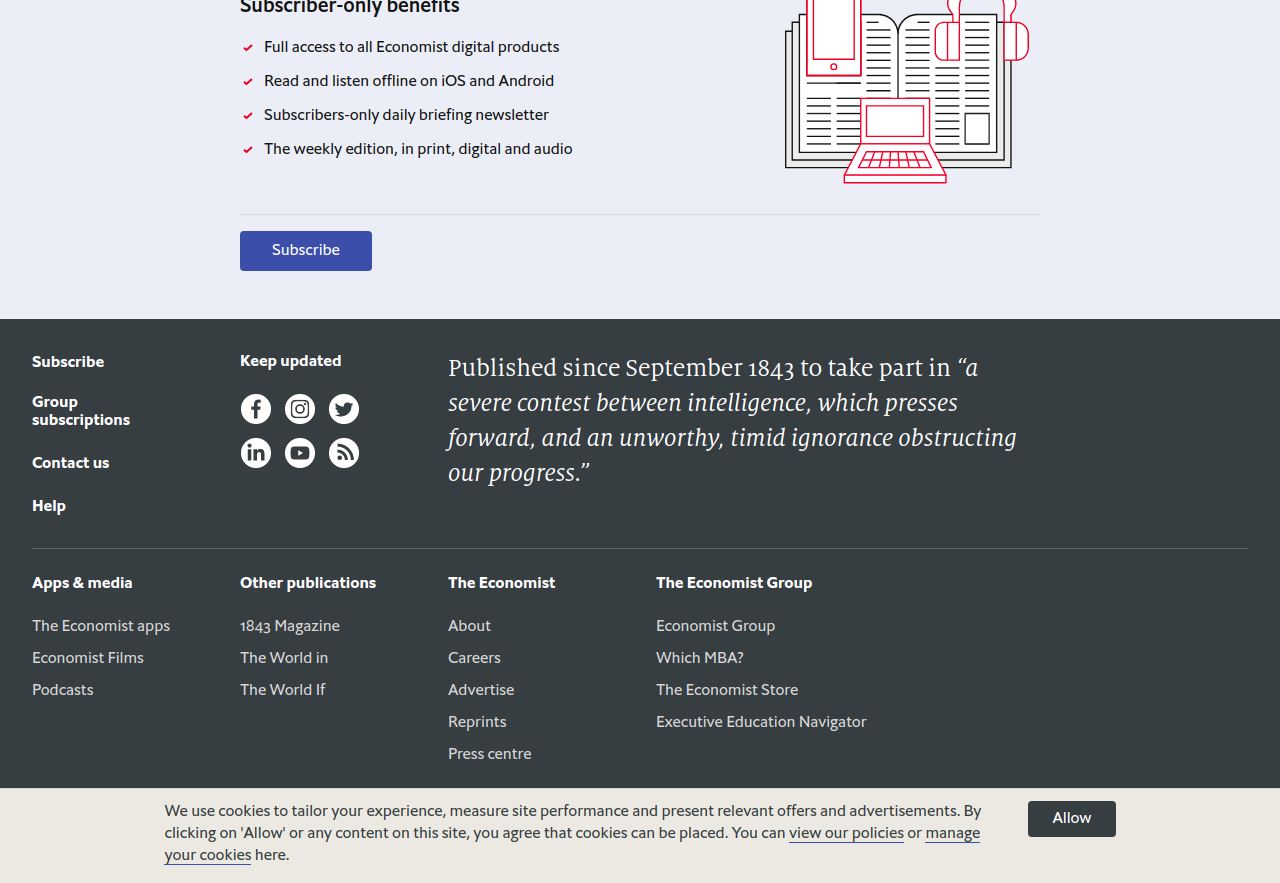 Subscriber-only benefits
Full access to all Economist digital products
Read and listen offline on iOS and Android
Subscribers-only daily briefing newsletter
The weekly edition, in print, digital and audio
Subscribe
Subscribe
Group
subscriptions
Contact us
Help
Keep updated
Published since September 1843 to take part in “a
severe contest between intelligence, which presses
forward, and an unworthy, timid ignorance obstructing
our progress.”
Apps & media
The Economist apps
Economist Films
Podcasts
Other publications
1843 Magazine
The World in
The World If
The Economist
About
Careers
Advertise
Reprints
Press centre
The Economist Group
Economist Group
Which MBA?
The Economist Store
Executive Education Navigator
We use cookies to tailor your experience, measure site performance and present relevant offers and advertisements. By
clicking on 'Allow' or any content on this site, you agree that cookies can be placed. You can view our policies or manage
your cookies here.
Allow